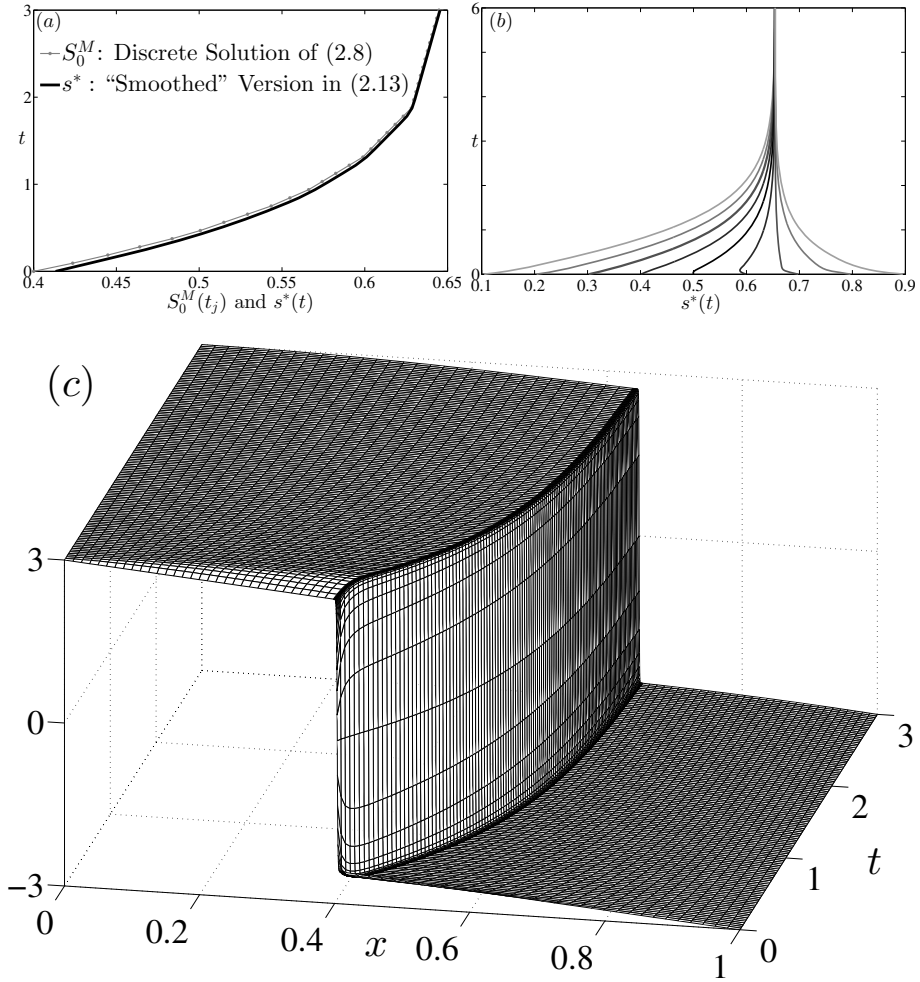 (a)
3
2
t
1
0
S_0^M: Discrete Solution of (2.8)
s* : “Smoothed” Version in (2.13)
0.4 0.45 0.5 0.55 0.6 0.65
S_0^M(t_j) and s*(t)
(b)
6
t
0
0.1 0.2 0.3 0.4 0.5 0.6 0.7 0.8 0.9
s*(t)
(c)
3
0
−3
0 0.2 0.4 x 0.6 0.8 1
0 1 2 3
t